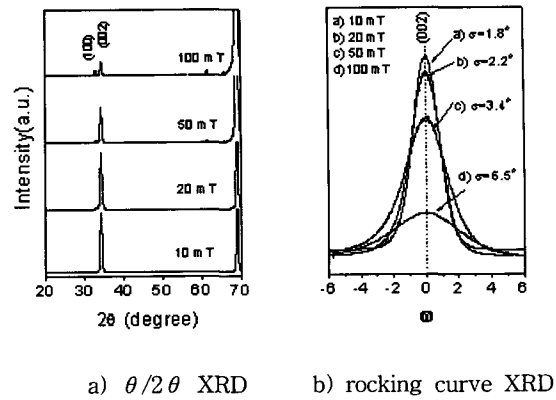 (100)
(002)
100 mT
50 mT
20 mT
10 mT
Intensity(a.u.)
20 30 40 50 60 70
2θ (degree)
a) 10 mT
b) 20 mT
c) 50 mT
d) 100 mT
(002)
a) σ=1.8°
b) σ=2.2°
c) σ=3.4°
d) σ=6.5°
-6 -4 -2 0 2 4 6
a) θ/2θ XRD
b) rocking curve XRD